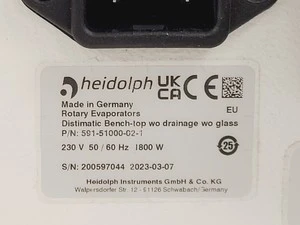 heidolph UK CA CE
Made in Germany
EU
Rotary Evaporators
Distimatic Bench-top wo drainage wo glass
P/N: 591-51000-02-1
230 V 50 / 60 Hz 1800 W
25
S/N: 200597044 2023-03-07
Heidolph Instruments GmbH & Co. KG
Walpersdorfer Str. 12 - 91126 Schwabach/Germany